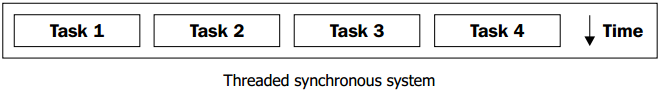 Task 1 Task 2 Task 3 Task 4 Time
Threaded synchronous system